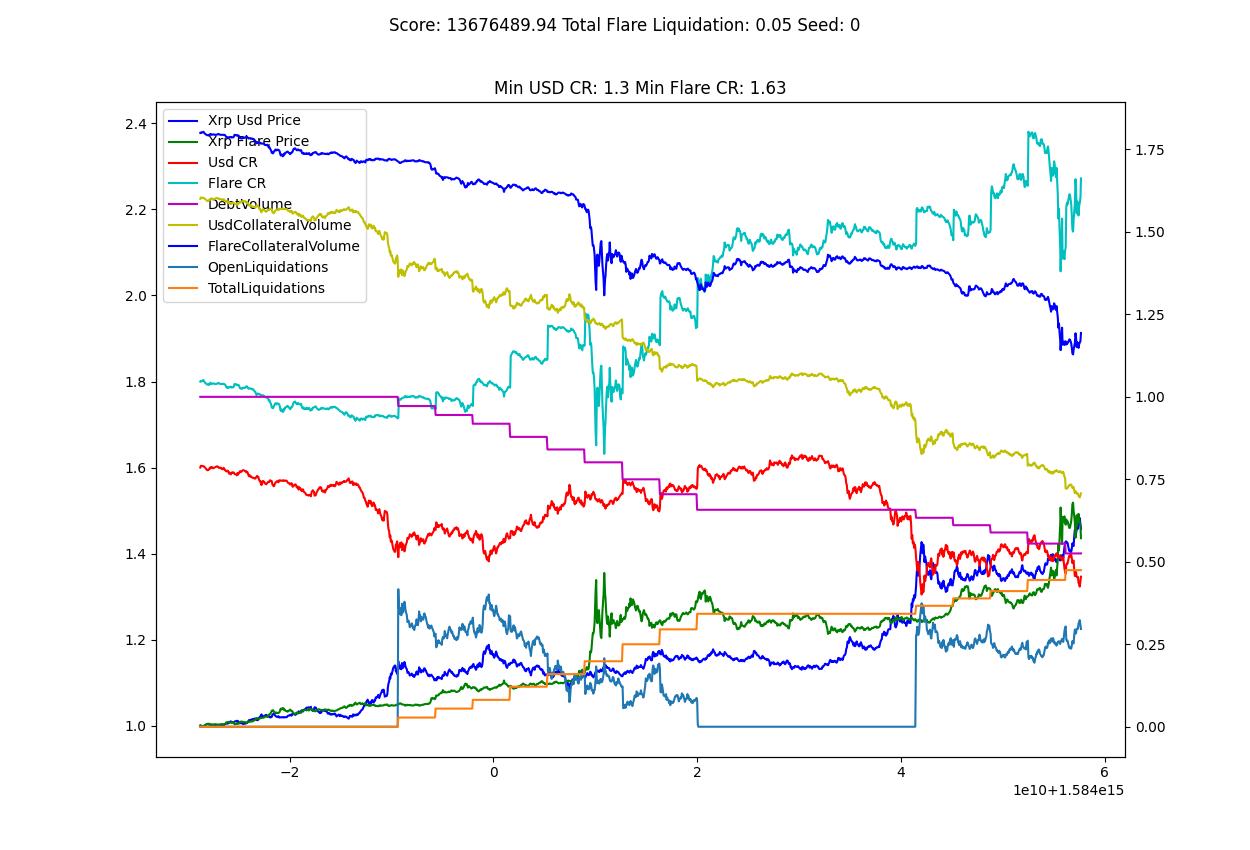 Score: 13676489.94 Total Flare Liquidation: 0.05 Seed: 0
Min USD CR: 1.3 Min Flare CR: 1.63
Xrp Usd Price
Xrp Flare Price
Usd CR
Flare CR
DebtVolume
UsdCollateralVolume
FlareCollateralVolume
OpenLiquidations
TotalLiquidations
2.4
2.2
2.0
1.8
1.6
1.4
1.2
1.0
1.75
1.50
1.25
1.00
0.75
0.50
0.25
0.00
−2
0
2
4
6
1e10+1.584e15